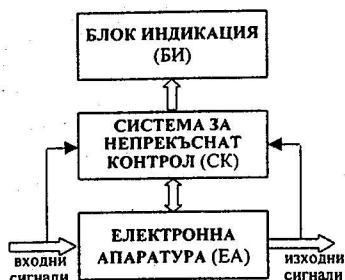 БЛОК ИНДИКАЦИЯ
(БИ)
СИСТЕМА ЗА
НЕПРЕКЪСНАТ
КОНТРОЛ (СК)
ЕЛЕКТРОННА
АПАРАТУРА (ЕА)
входни
сигнали
изходни
сигнали